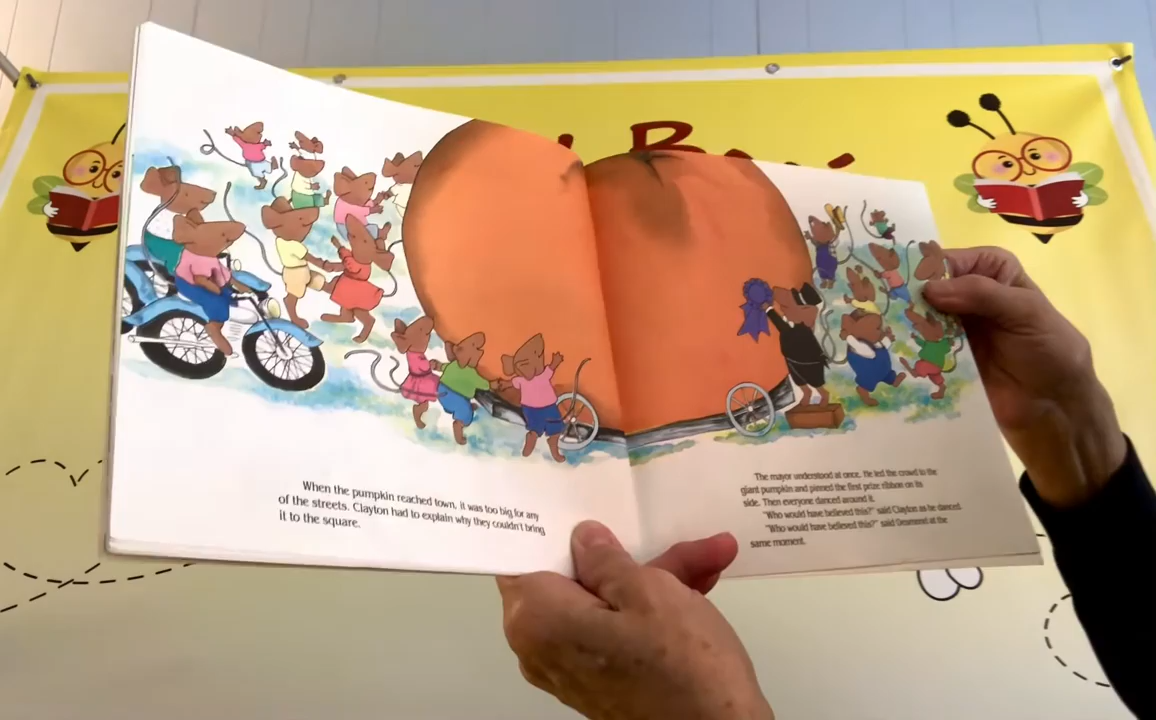 B
When the pumpkin reached town, it was too big for any
of the streets. Clayton had to explain why they couldn't bring
it to the square.
The mayor understood at once. He led the crowd to the
giant pumpkin and pinned the first prize ribbon on its
side. Then everyone danced around it.
"Who would have believed this?" said Clayton as he danced.
"Who would have believed this?" said Desmond at the
same moment.